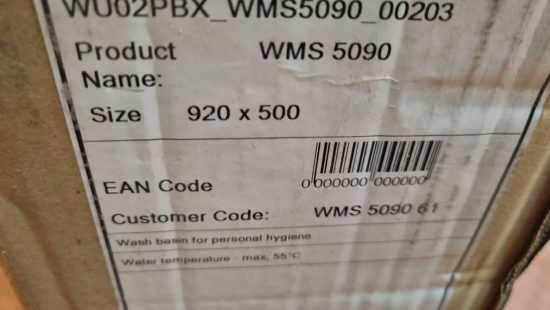 WU02PBX_WMS5090_00203
Product Name: WMS 5090
Size 920 x 500
EAN Code 0 000000 000000
Customer Code: WMS 5090 61
Wash basin for personal hygiene
Water temperature - max, 55°C